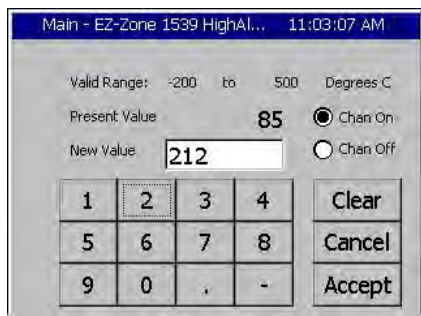 Main - EZ-Zone 1539 HighAl... 11:03:07 AM
Valid Range: -200 to 500 Degrees C
Present Value 85 Chan On
New Value 212 Chan Off
1 2 3 4 Clear
5 6 7 8 Cancel
9 0 . - Accept